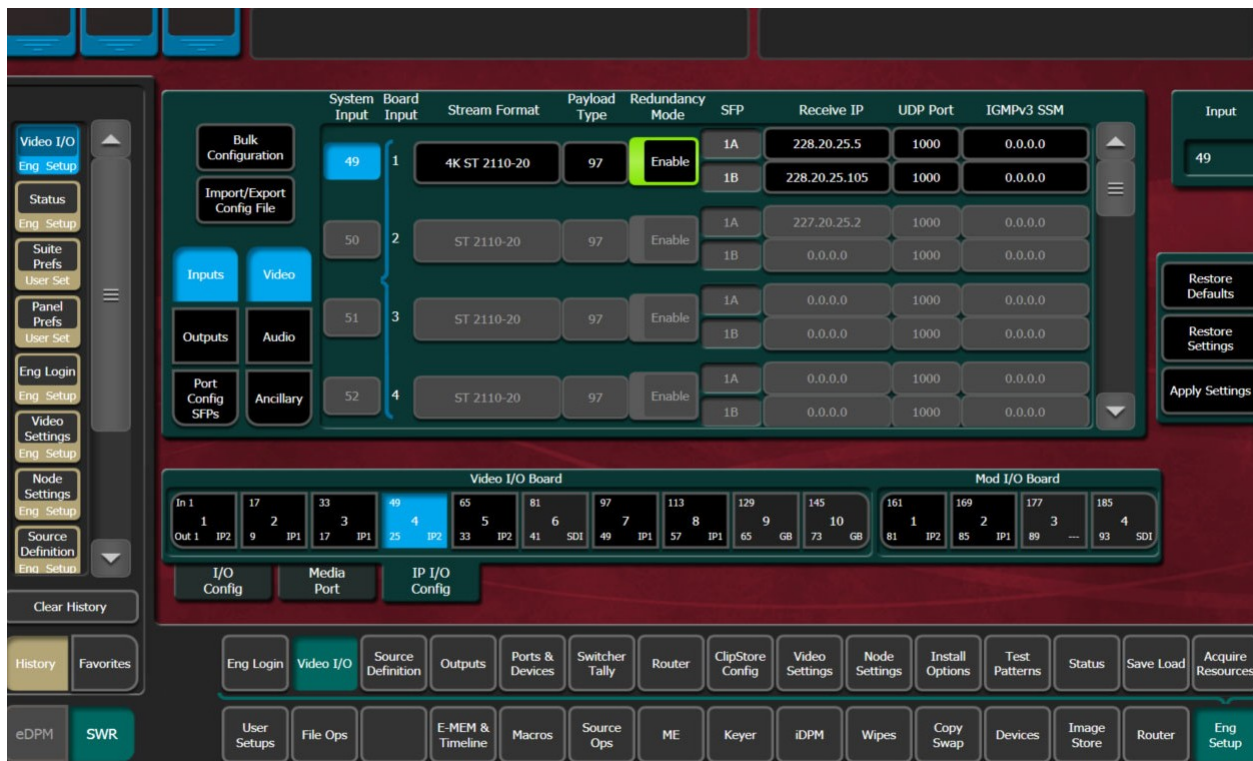 System Input
Board Input
Stream Format
Payload Type
Redundancy Mode
SFP
Receive IP
UDP Port
IGMPv3 SSM
Input
49
Video I/O
Eng Setup
Status
Eng Setup
Suite Prefs
User Set
Panel Prefs
User Set
Eng Login
Eng Setup
Video Settings
Eng Setup
Node Settings
Eng Setup
Source Definition
Eng Setup
Clear History
History
Favorites
eDPM
SWR
Bulk Configuration
Import/Export Config File
Inputs
Video
Outputs
Audio
Port Config SFPs
Ancillary
49 1 4K ST 2110-20 97 Enable
1A 228.20.25.5 1000 0.0.0.0
1B 228.20.25.105 1000 0.0.0.0
50 2 ST 2110-20 97 Enable
1A 227.20.25.2 1000 0.0.0.0
1B 0.0.0.0 1000 0.0.0.0
51 3 ST 2110-20 97 Enable
1A 0.0.0.0 1000 0.0.0.0
1B 0.0.0.0 1000 0.0.0.0
52 4 ST 2110-20 97 Enable
1A 0.0.0.0 1000 0.0.0.0
1B 0.0.0.0 1000 0.0.0.0
Restore Defaults
Restore Settings
Apply Settings
Video I/O Board
In 1 17 33 49 65 81 97 113 129 145
1 2 3 4 5 6 7 8 9 10
Out 1 IP2 9 IP1 17 IP1 25 IP2 33 IP2 41 SDI 49 IP1 57 IP1 65 GB 73 GB
Mod I/O Board
161 169 177 185
1 2 3 4
81 IP2 85 IP1 89 --- 93 SDI
I/O Config
Media Port
IP I/O Config
Eng Login
Video I/O
Source Definition
Outputs
Ports & Devices
Switcher Tally
Router
ClipStore Config
Video Settings
Node Settings
Install Options
Test Patterns
Status
Save Load
Acquire Resources
User Setups
File Ops
E-MEM & Timeline
Macros
Source Ops
ME
Keyer
iDPM
Wipes
Copy Swap
Devices
Image Store
Router
Eng Setup